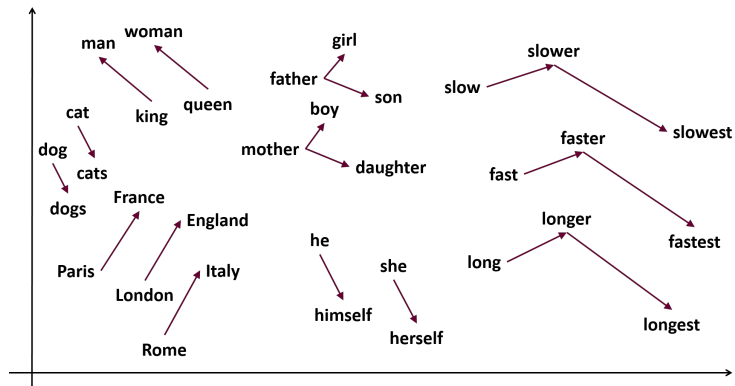 woman
man
king
queen
cat
cats
dog
dogs
France
England
Paris
London
Italy
Rome
girl
father
son
boy
mother
daughter
he
himself
she
herself
slower
slow
slowest
faster
fast
fastest
longer
long
longest